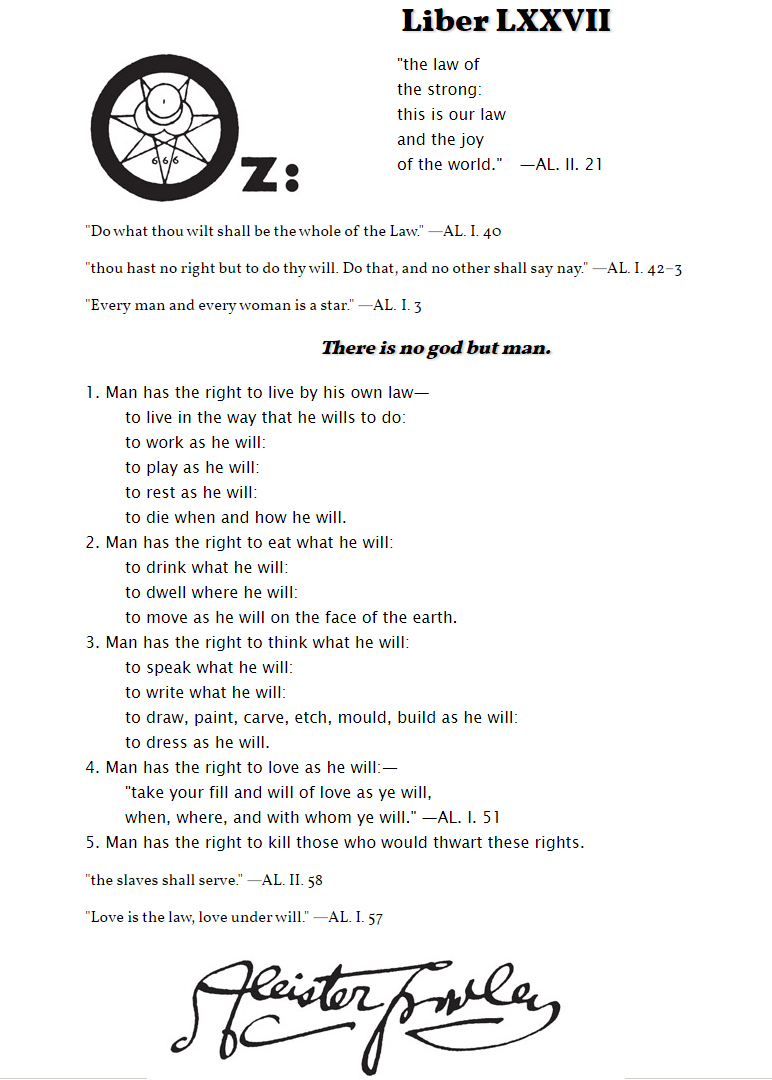 Liber LXXVII
"the law of
the strong:
this is our law
and the joy
of the world." —AL. II. 21
666
Z:
"Do what thou wilt shall be the whole of the Law." —AL. I. 40
"thou hast no right but to do thy will. Do that, and no other shall say nay." —AL. I. 42–3
"Every man and every woman is a star." —AL. I. 3
There is no god but man.
1. Man has the right to live by his own law—
to live in the way that he wills to do:
to work as he will:
to play as he will:
to rest as he will:
to die when and how he will.
2. Man has the right to eat what he will:
to drink what he will:
to dwell where he will:
to move as he will on the face of the earth.
3. Man has the right to think what he will:
to speak what he will:
to write what he will:
to draw, paint, carve, etch, mould, build as he will:
to dress as he will.
4. Man has the right to love as he will:—
"take your fill and will of love as ye will,
when, where, and with whom ye will." —AL. I. 51
5. Man has the right to kill those who would thwart these rights.
"the slaves shall serve." —AL. II. 58
"Love is the law, love under will." —AL. I. 57
Aleister Crowley